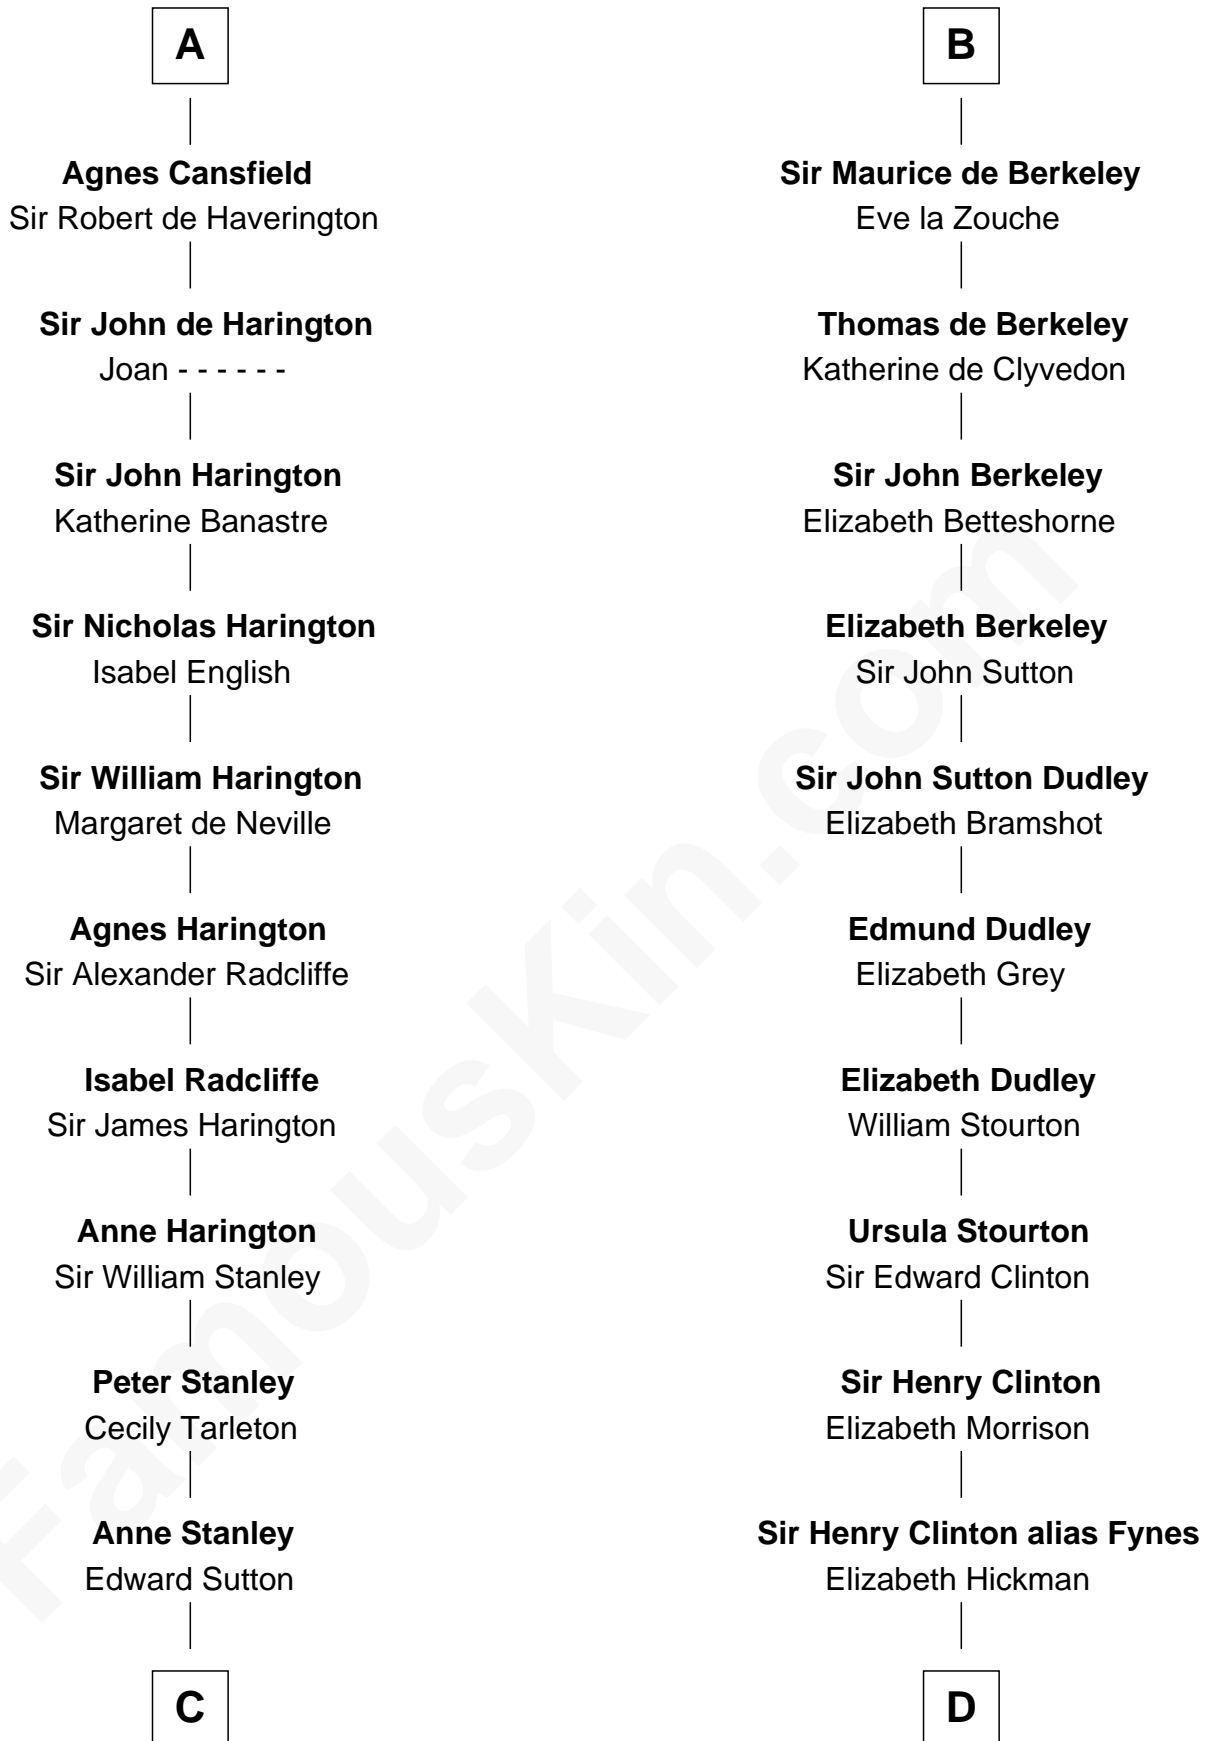 A
Agnes Cansfield
Sir Robert de Haverington
Sir John de Harington
Joan - - - - - -
Sir John Harington
Katherine Banastre
Sir Nicholas Harington
Isabel English
Sir William Harington
Margaret de Neville
Agnes Harington
Sir Alexander Radcliffe
Isabel Radcliffe
Sir James Harington
Anne Harington
Sir William Stanley
Peter Stanley
Cecily Tarleton
Anne Stanley
Edward Sutton
C
B
Sir Maurice de Berkeley
Eve la Zouche
Thomas de Berkeley
Katherine de Clyvedon
Sir John Berkeley
Elizabeth Betteshorne
Elizabeth Berkeley
Sir John Sutton
Sir John Sutton Dudley
Elizabeth Bramshot
Edmund Dudley
Elizabeth Grey
Elizabeth Dudley
William Stourton
Ursula Stourton
Sir Edward Clinton
Sir Henry Clinton
Elizabeth Morrison
Sir Henry Clinton alias Fynes
Elizabeth Hickman
D
FamousKin.com